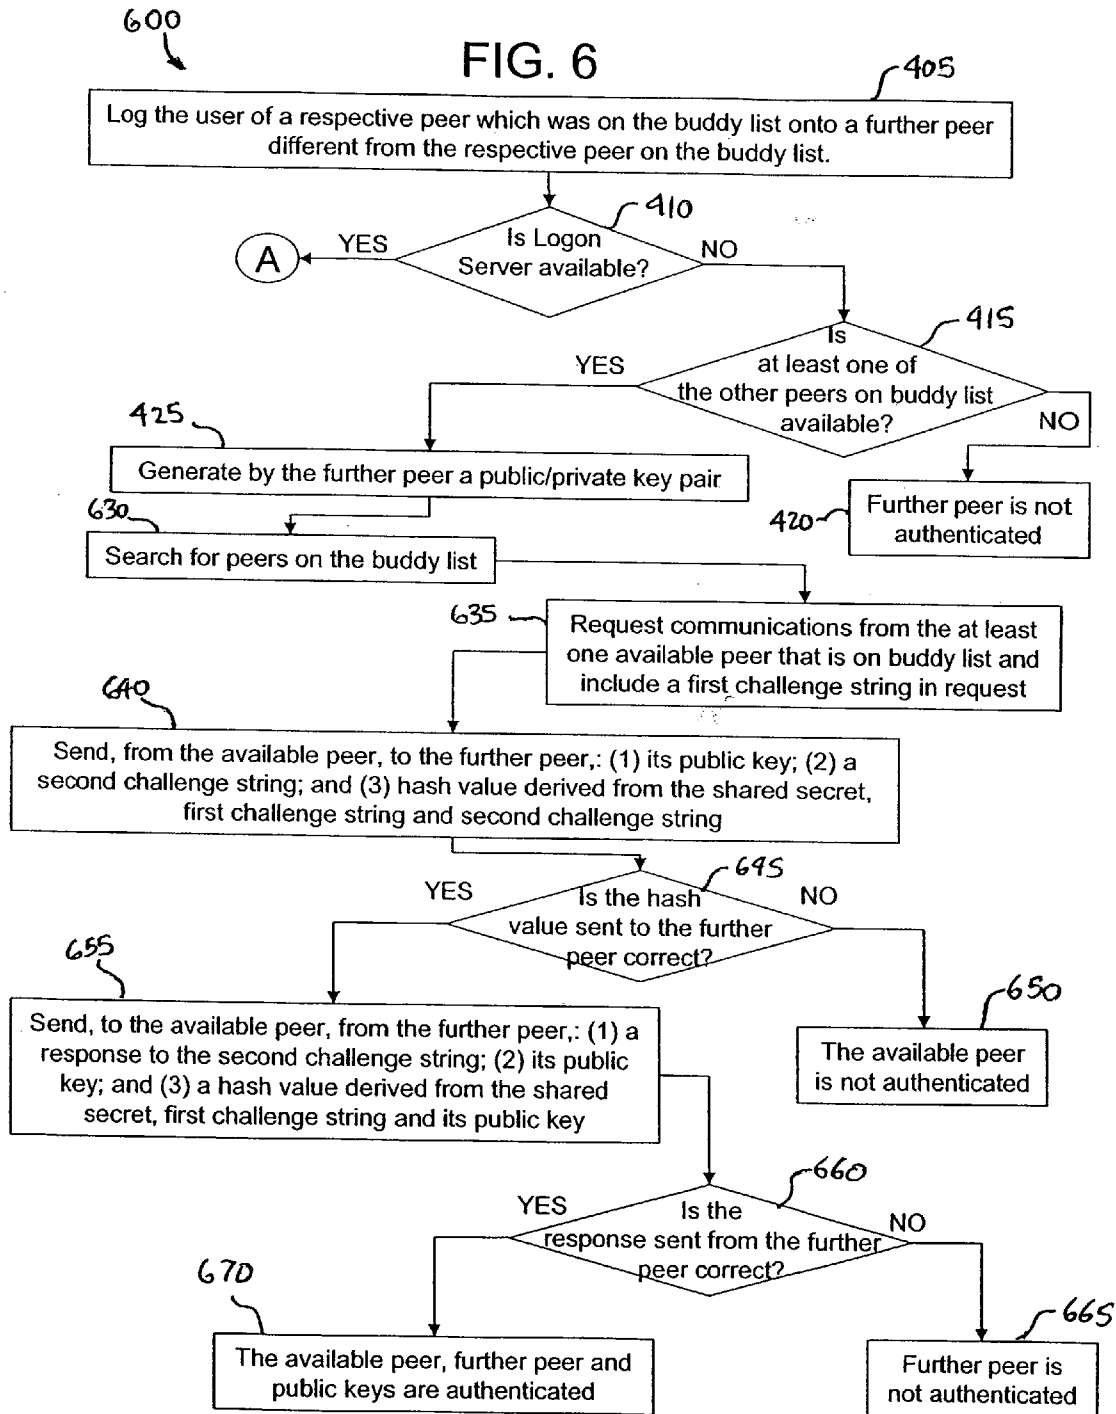 600
FIG. 6
405
Log the user of a respective peer which was on the buddy list onto a further peer
different from the respective peer on the buddy list.
410
YES
Is Logon
Server available?
NO
A
415
YES
Is
at least one of
the other peers on buddy list
available?
NO
425
Generate by the further peer a public/private key pair
420
Further peer is not
authenticated
630
Search for peers on the buddy list
635
Request communications from the at least
one available peer that is on buddy list and
include a first challenge string in request
640
Send, from the available peer, to the further peer,: (1) its public key; (2) a
second challenge string; and (3) hash value derived from the shared secret,
first challenge string and second challenge string
645
YES
Is the hash
value sent to the further
peer correct?
NO
655
Send, to the available peer, from the further peer,: (1) a
response to the second challenge string; (2) its public
key; and (3) a hash value derived from the shared
secret, first challenge string and its public key
650
The available peer
is not authenticated
660
YES
Is the
response sent from the further
peer correct?
NO
670
The available peer, further peer and
public keys are authenticated
665
Further peer is
not authenticated